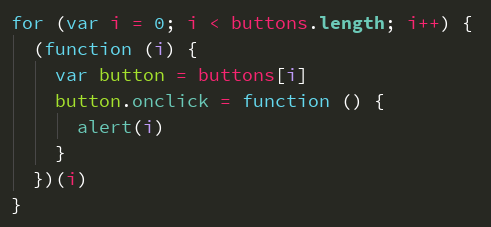 for (var i = 0; i < buttons.length; i++) {
  (function (i) {
    var button = buttons[i]
    button.onclick = function () {
      alert(i)
    }
  })(i)
}